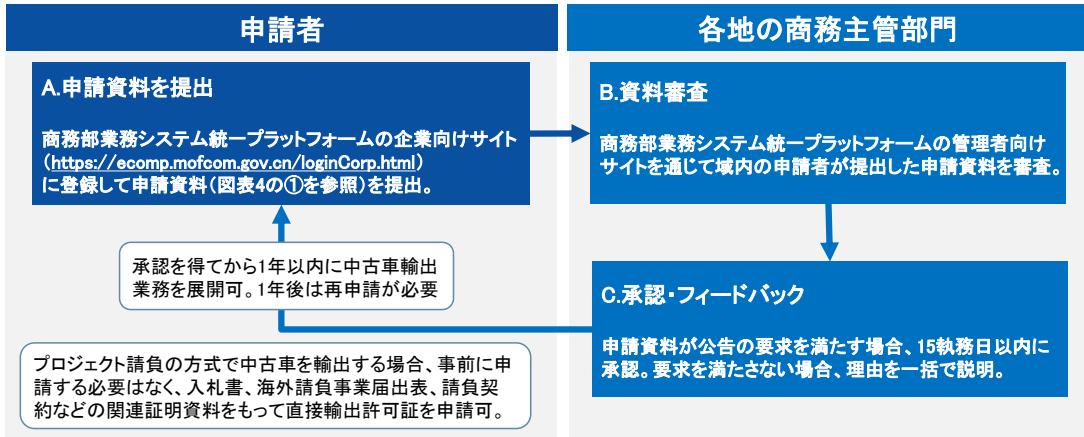 申請者
各地の商務主管部門
A.申請資料を提出
商務部業務システム統一プラットフォームの企業向けサイト
(https://ecomp.mofcom.gov.cn/loginCorp.html)
に登録して申請資料(図表4の①を参照)を提出。
B.資料審査
商務部業務システム統一プラットフォームの管理者向け
サイトを通じて域内の申請者が提出した申請資料を審査。
C.承認・フィードバック
申請資料が公告の要求を満たす場合、15執務日以内に
承認。要求を満たさない場合、理由を一括で説明。
承認を得てから1年以内に中古車輸出
業務を展開可。1年後は再申請が必要
プロジェクト請負の方式で中古車を輸出する場合、事前に申
請する必要はなく、入札書、海外請負事業届出表、請負契
約などの関連証明資料をもって直接輸出許可証を申請可。